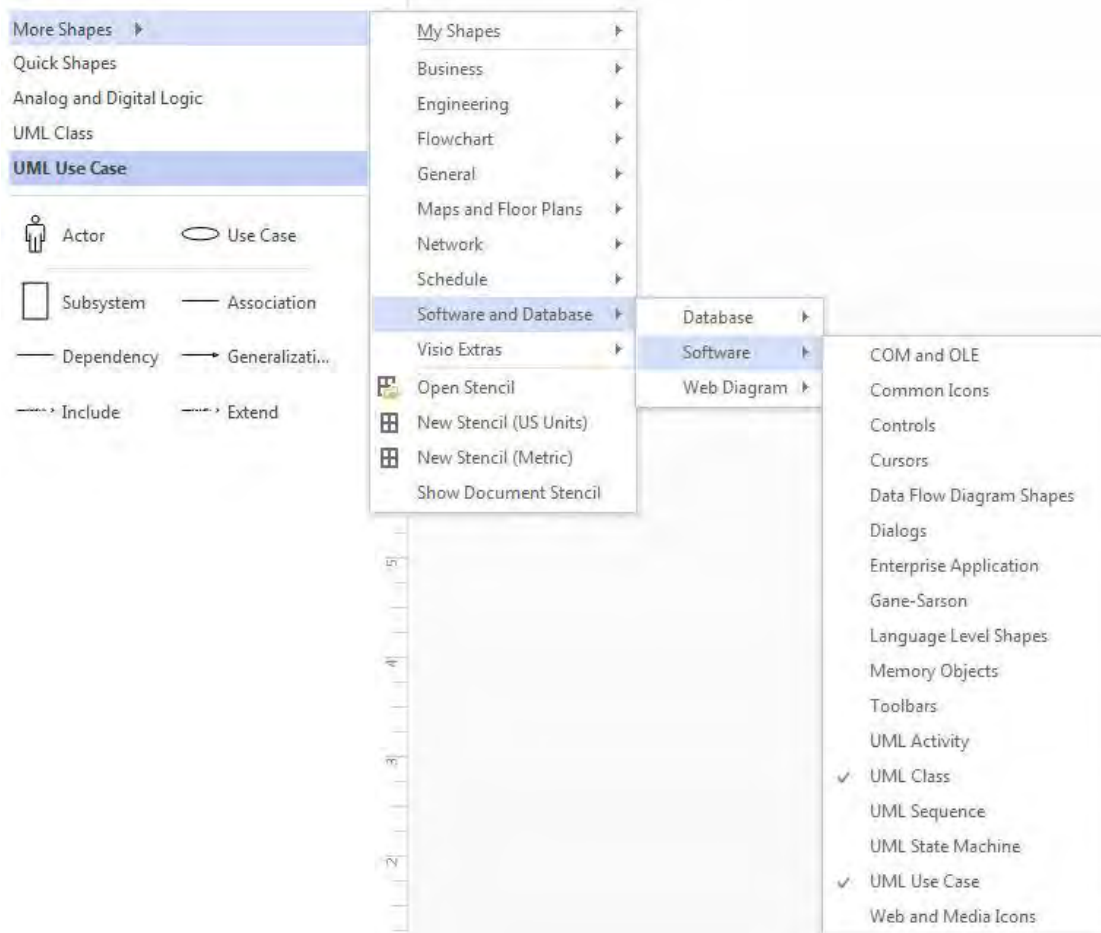 More Shapes
Quick Shapes
Analog and Digital Logic
UML Class
UML Use Case
Actor
Use Case
Subsystem
Association
Dependency
Generalizati...
Include
Extend
My Shapes
Business
Engineering
Flowchart
General
Maps and Floor Plans
Network
Schedule
Software and Database
Visio Extras
Open Stencil
New Stencil (US Units)
New Stencil (Metric)
Show Document Stencil
Database
Software
Web Diagram
COM and OLE
Common Icons
Controls
Cursors
Data Flow Diagram Shapes
Dialogs
Enterprise Application
Gane-Sarson
Language Level Shapes
Memory Objects
Toolbars
UML Activity
UML Class
UML Sequence
UML State Machine
UML Use Case
Web and Media Icons
5
4
3
2